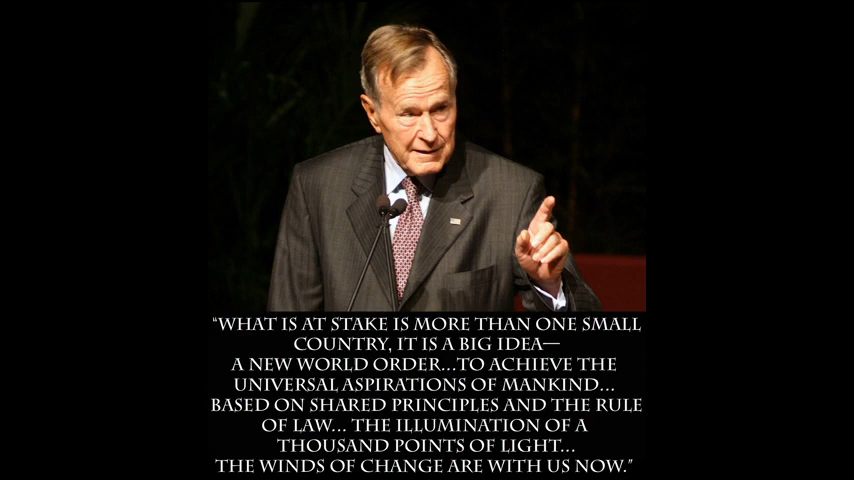 “WHAT IS AT STAKE IS MORE THAN ONE SMALL
COUNTRY, IT IS A BIG IDEA—
A NEW WORLD ORDER...TO ACHIEVE THE
UNIVERSAL ASPIRATIONS OF MANKIND...
BASED ON SHARED PRINCIPLES AND THE RULE
OF LAW... THE ILLUMINATION OF A
THOUSAND POINTS OF LIGHT...
THE WINDS OF CHANGE ARE WITH US NOW.”